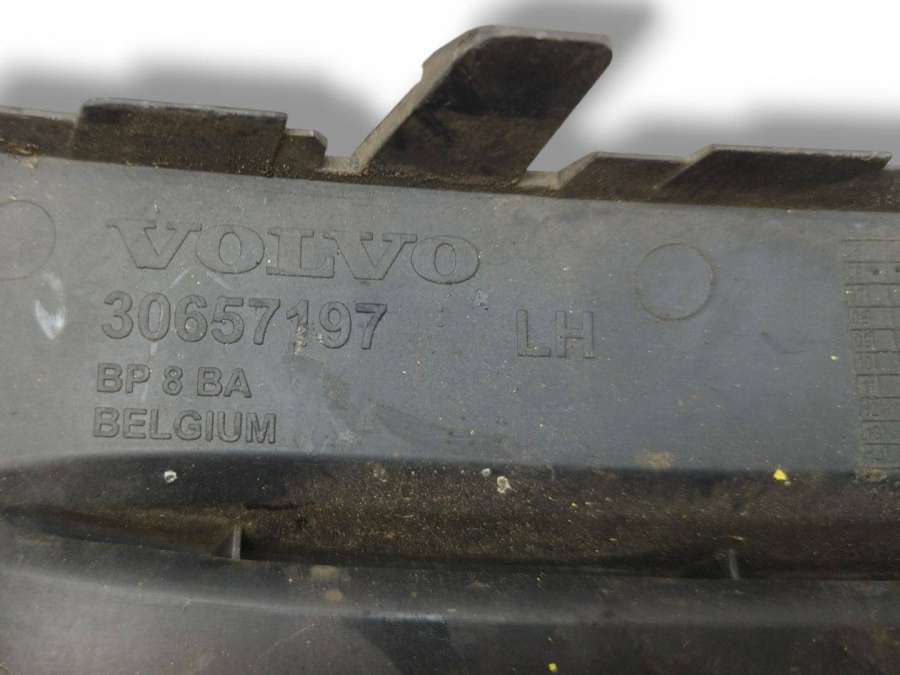 VOLVO
30657197 LH
BP 8 BA
BELGIUM